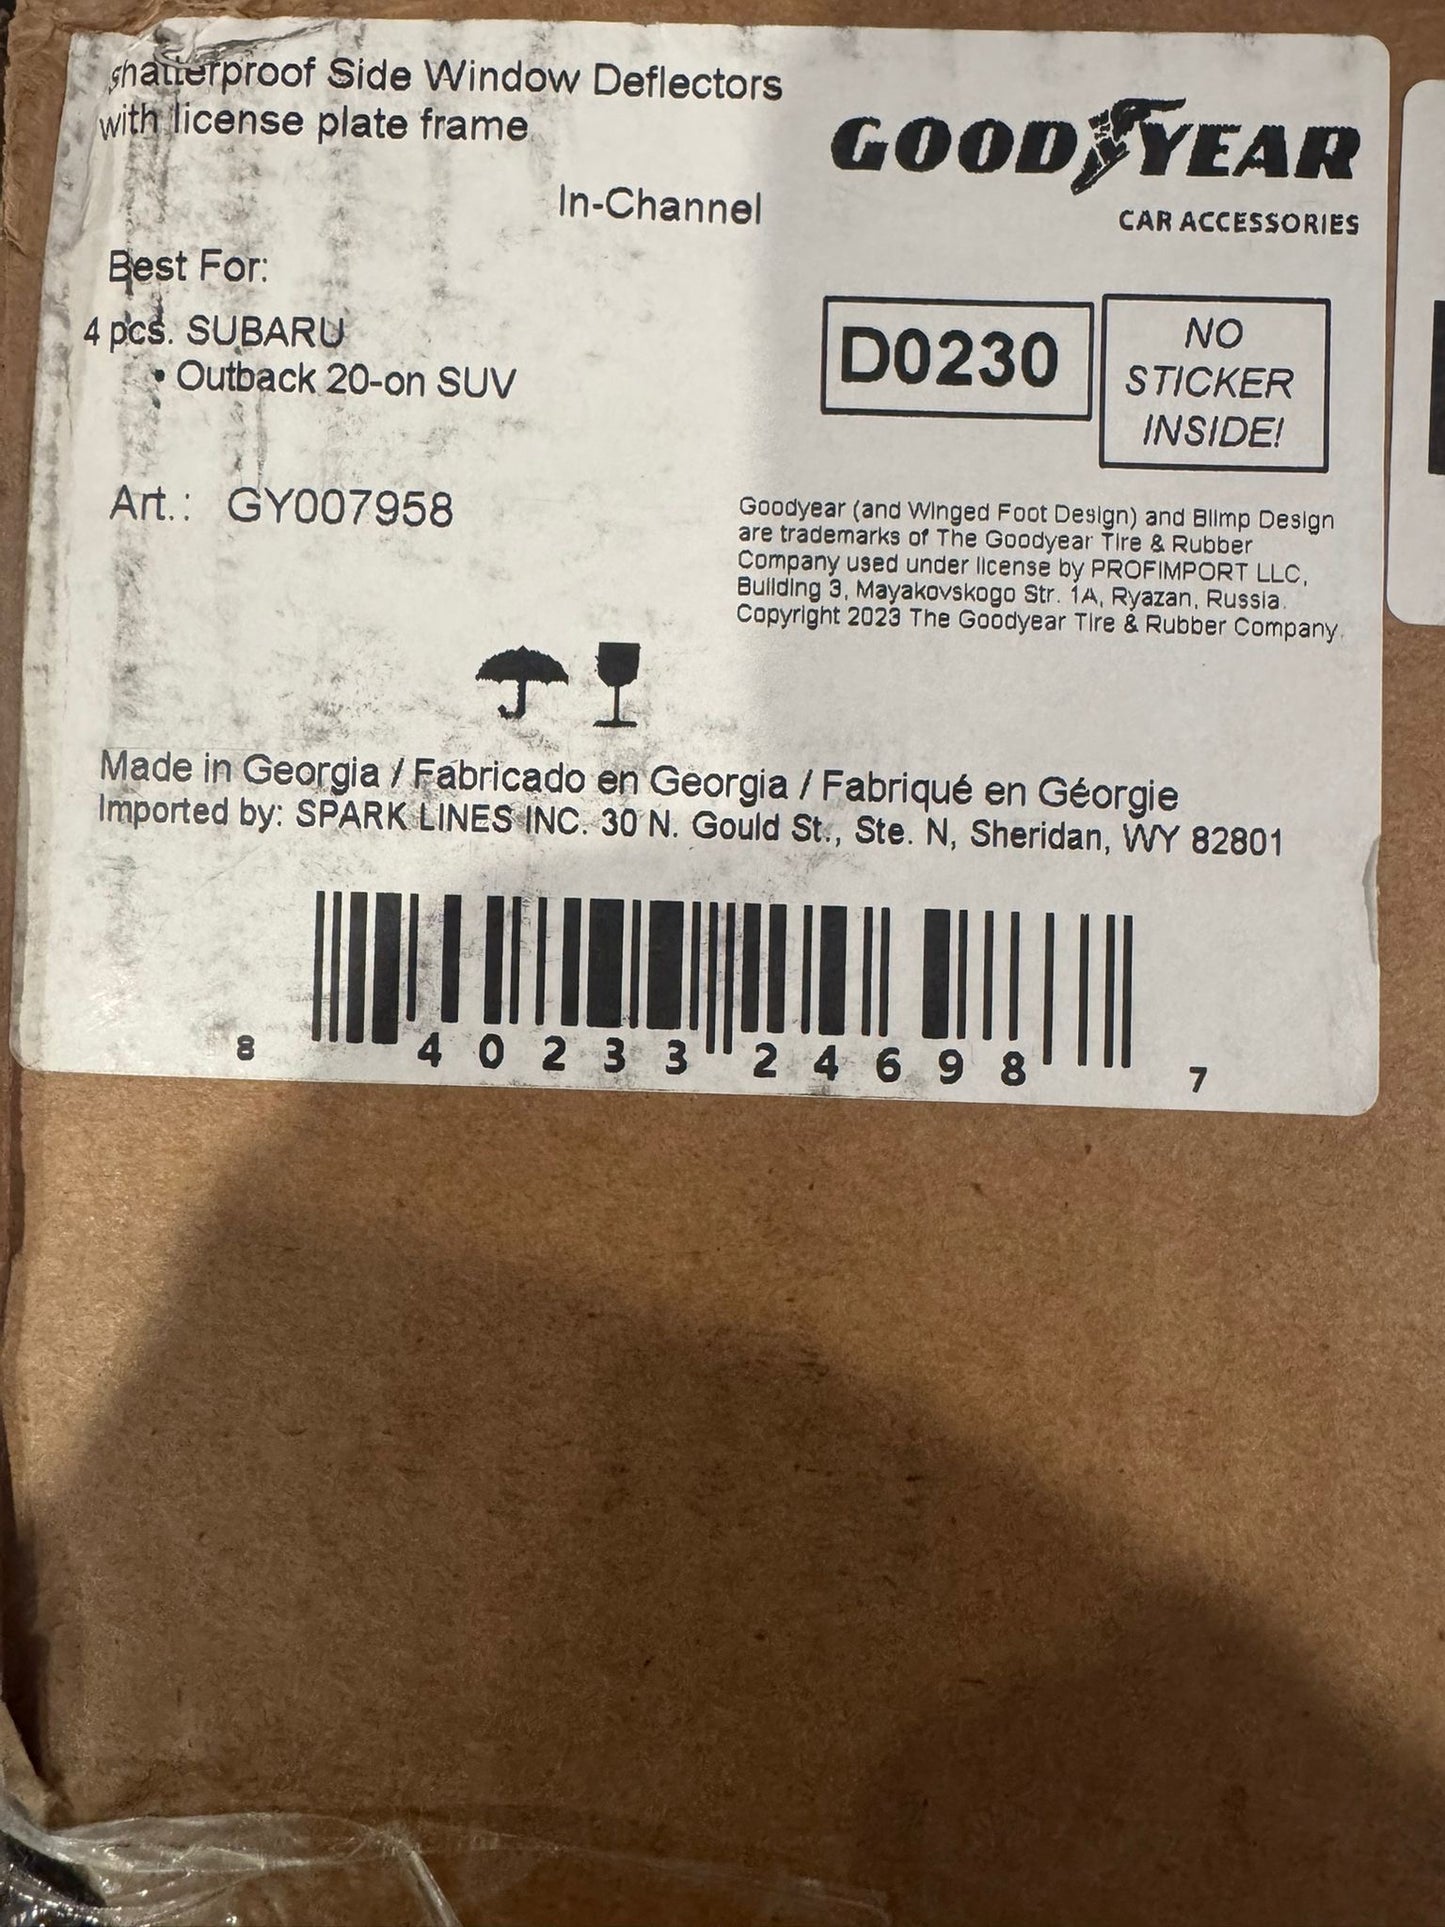 shatterproof Side Window Deflectors
with license plate frame
In-Channel
GOODYEAR
CAR ACCESSORIES
Best For:
4 pcs. SUBARU
• Outback 20-on SUV
D0230
NO
STICKER
INSIDE!
Art.: GY007958
Goodyear (and Winged Foot Design) and Blimp Design
are trademarks of The Goodyear Tire & Rubber
Company used under license by PROFIMPORT LLC,
Building 3, Mayakovskogo Str. 1A, Ryazan, Russia.
Copyright 2023 The Goodyear Tire & Rubber Company.
Made in Georgia / Fabricado en Georgia / Fabriqué en Géorgie
Imported by: SPARK LINES INC. 30 N. Gould St., Ste. N, Sheridan, WY 82801
8 40233 24698 7